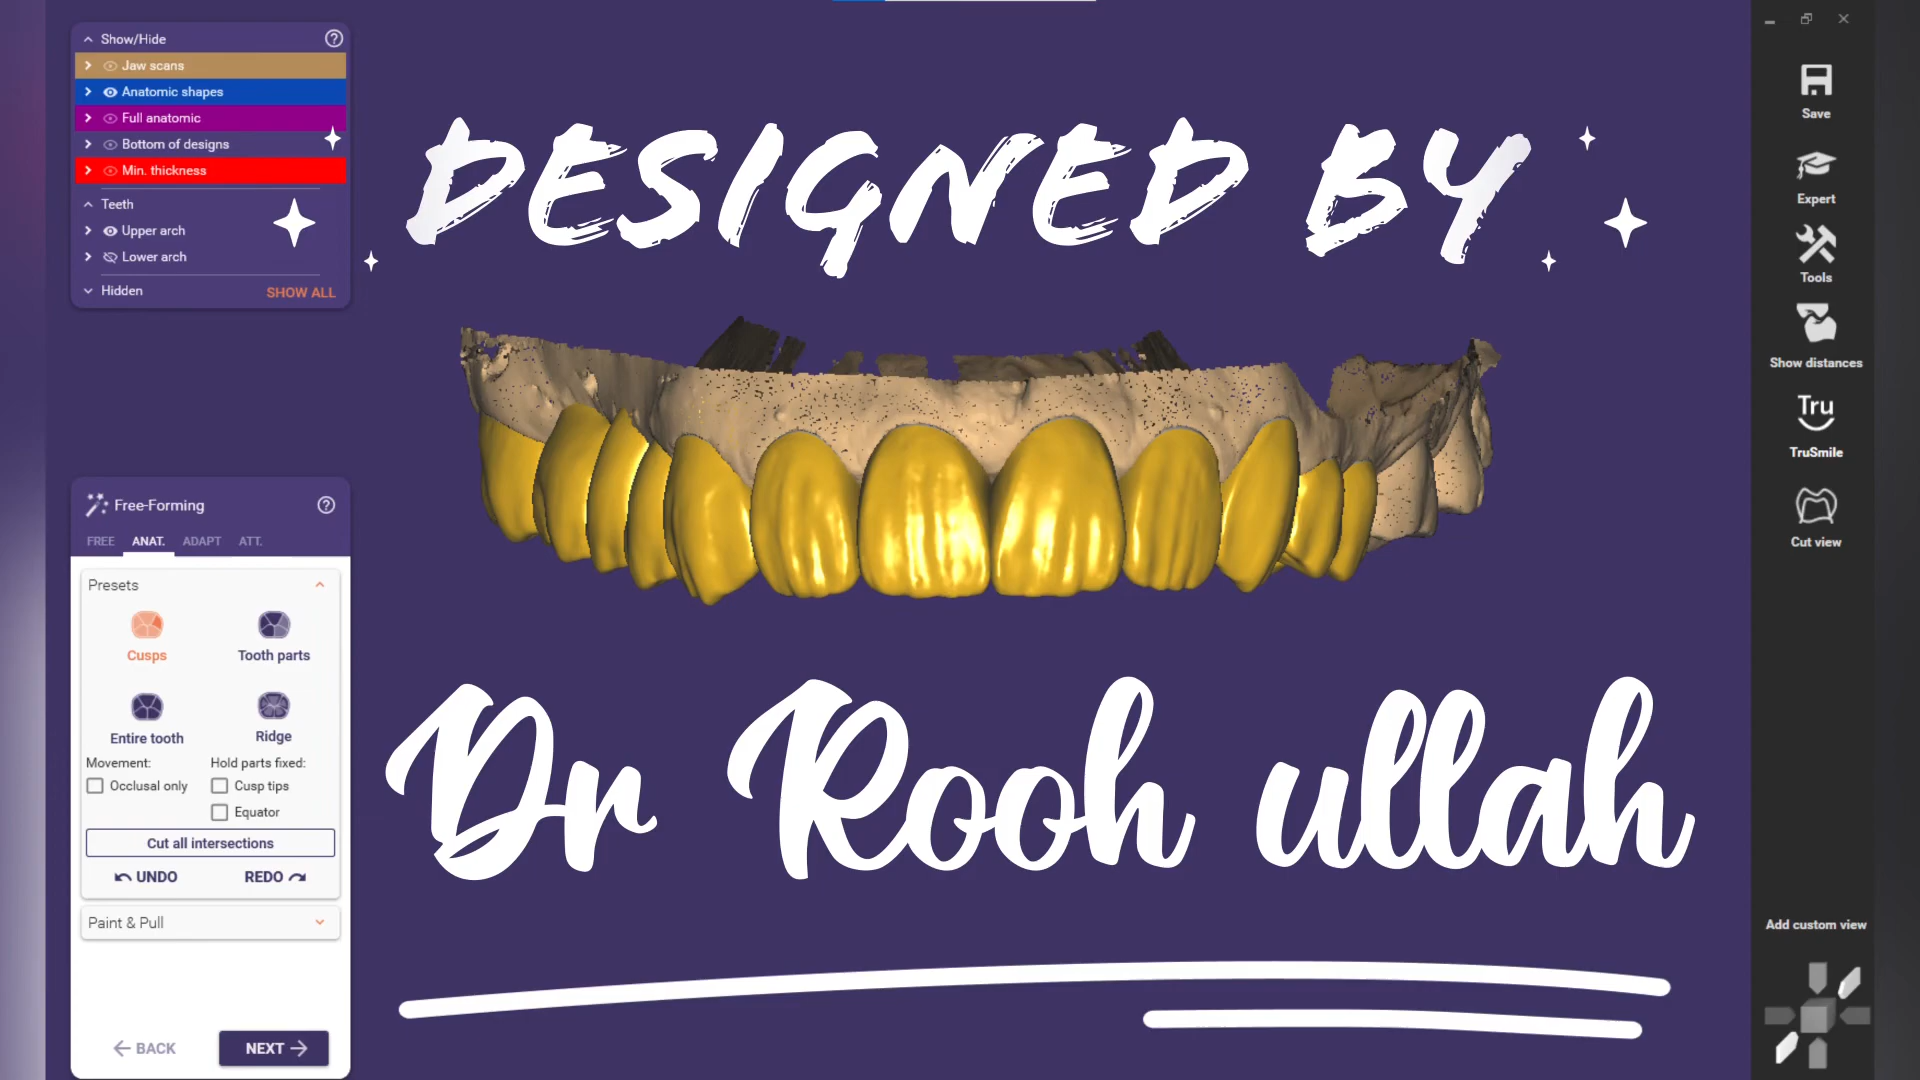 Show/Hide
Jaw scans
Anatomic shapes
Full anatomic
Bottom of designs
Min. thickness
Teeth
Upper arch
Lower arch
Hidden SHOW ALL
DESIGNED BY
Dr Rooh ullah
Free-Forming
FREE ANAT. ADAPT ATT.
Presets
Cusps Tooth parts
Entire tooth Ridge
Movement: Hold parts fixed:
Occlusal only Cusp tips
Equator
Cut all intersections
UNDO REDO
Paint & Pull
BACK NEXT
Save
Expert
Tools
Show distances
Tru
TruSmile
Cut view
Add custom view